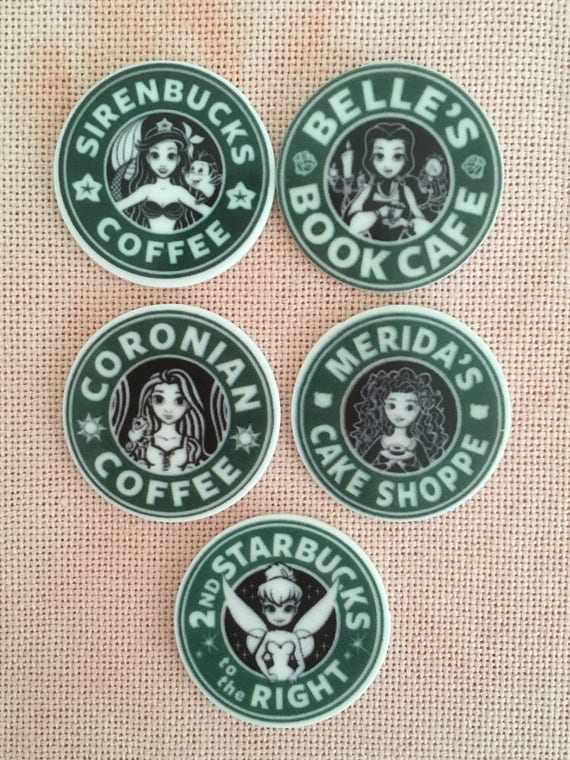 SIRENBUCKS
COFFEE
BELLE'S
BOOK CAFE
CORONIAN
COFFEE
MERIDA'S
CAKE SHOPPE
2ND STARBUCKS
to the RIGHT